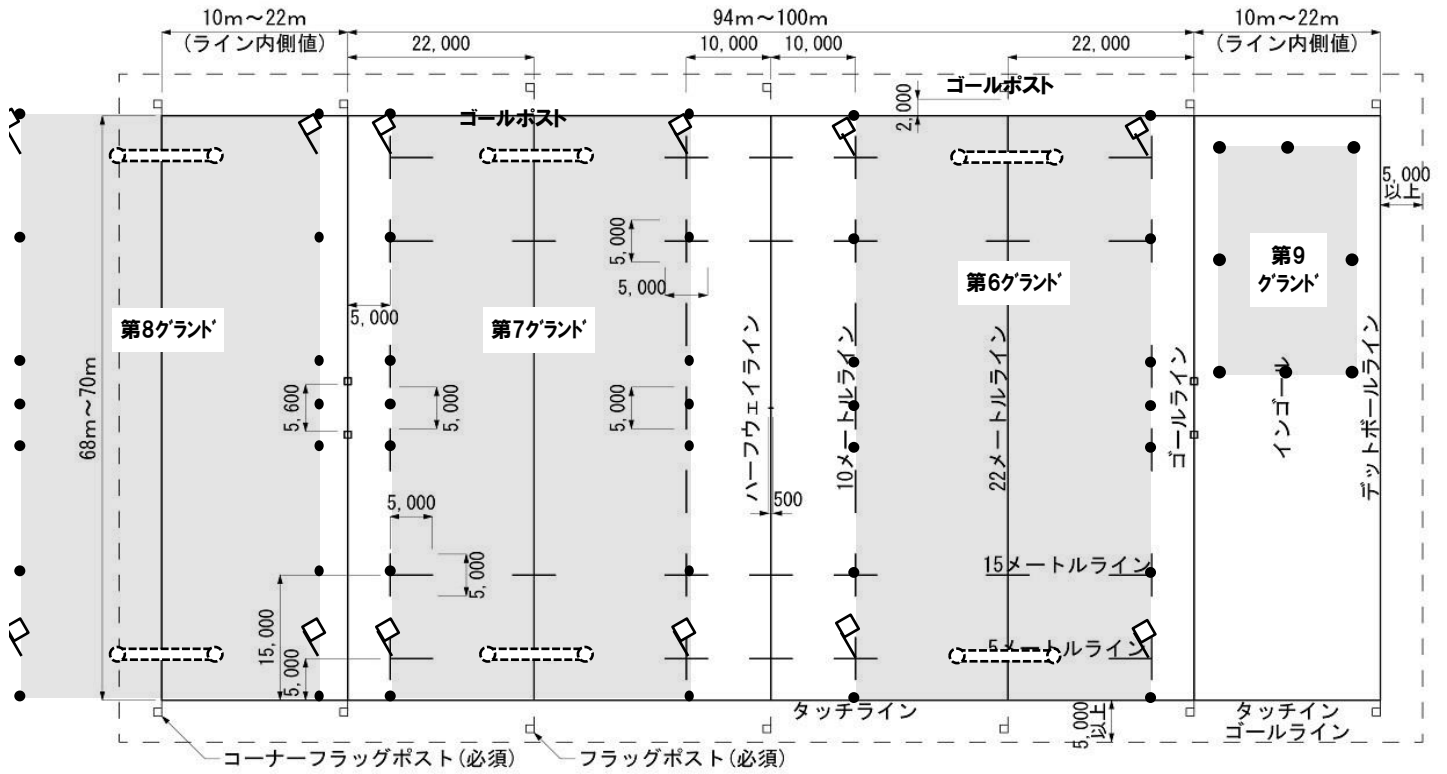 10m～22m
94m～100m
10m～22m
(ライン内側値)
22,000
10,000
10,000
22,000
(ライン内側値)
ゴールポスト
2,000
ゴールポスト
5,000
以上
5,000
第9
グランド
第6グランド
5,000
5,000
第8グランド
第7グランド
68m～70m
5,600
5,000
5,000
ハーフウェイライン
10メートルライン
22メートルライン
ゴールライン
インゴール
デットボールライン
500
5,000
5,000
15メートルライン
15,000
5,000
5メートルライン
タッチライン
5,000
以上
タッチイン
ゴールライン
コーナーフラッグポスト(必須)
フラッグポスト(必須)